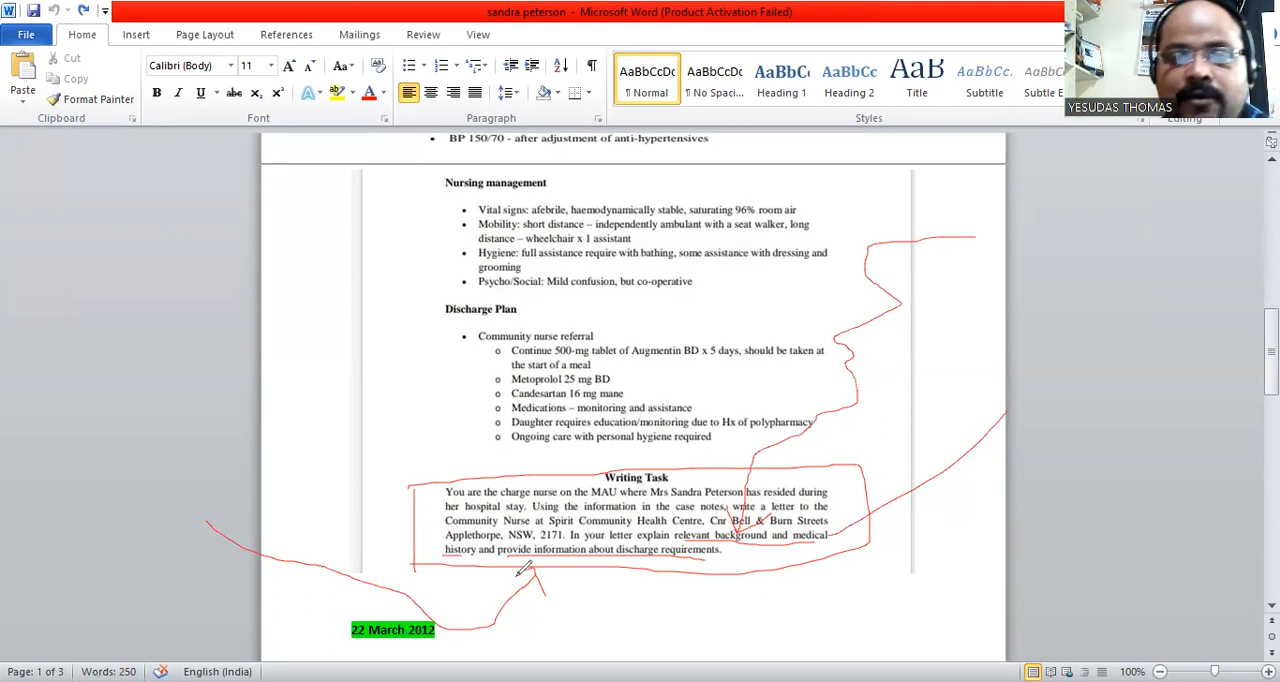 sandra peterson - Microsoft Word (Product Activation Failed)
File Home Insert Page Layout References Mailings Review View
Paste
Cut
Copy
Format Painter
Clipboard
Calibri (Body) 11
Font
Paragraph
AaBbCcDc AaBbCcDc AaBbC AaBbCc AaB AaBbCc. AaBbCc
¶ Normal ¶ No Spaci... Heading 1 Heading 2 Title Subtitle Subtle E
Styles
YESUDAS THOMAS
• BP 150/70 - after adjustment of anti-hypertensives
Nursing management
• Vital signs: afebrile, haemodynamically stable, saturating 96% room air
• Mobility: short distance – independently ambulant with a seat walker, long
distance – wheelchair x 1 assistant
• Hygiene: full assistance require with bathing, some assistance with dressing and
grooming
• Psycho/Social: Mild confusion, but co-operative
Discharge Plan
• Community nurse referral
o Continue 500-mg tablet of Augmentin BD x 5 days, should be taken at
the start of a meal
o Metoprolol 25 mg BD
o Candesartan 16 mg mane
o Medications – monitoring and assistance
o Daughter requires education/monitoring due to Hx of polypharmacy
o Ongoing care with personal hygiene required
Writing Task
You are the charge nurse on the MAU where Mrs Sandra Peterson has resided during
her hospital stay. Using the information in the case notes, write a letter to the
Community Nurse at Spirit Community Health Centre, Cnr Bell & Burn Streets
Applethorpe, NSW, 2171. In your letter explain relevant background and medical
history and provide information about discharge requirements.
22 March 2012
Page: 1 of 3 Words: 250 English (India) 100%